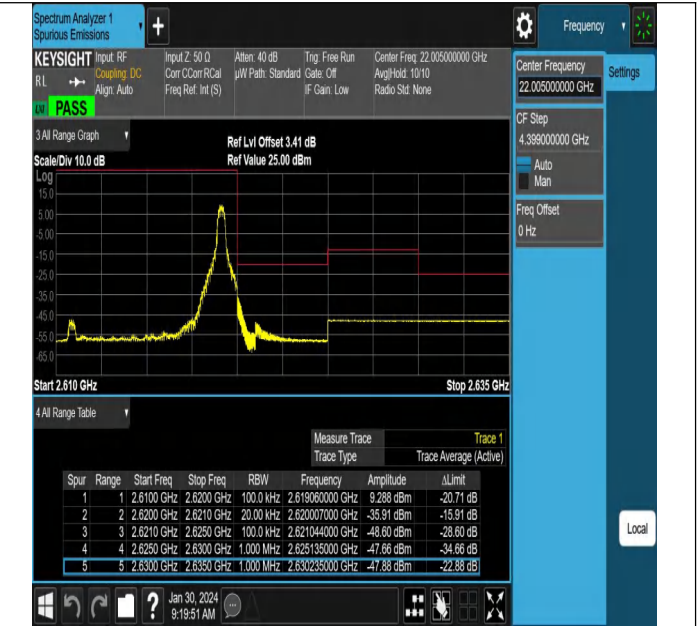 Spectrum Analyzer 1
Spurious Emissions
Frequency
KEYSIGHT
Input: RF
Coupling: DC
Align: Auto
Input Z: 50 Ω
Corr CCorr RCal
Freq Ref: Int (S)
Atten: 40 dB
µW Path: Standard
Trig: Free Run
Gate: Off
IF Gain: Low
Center Freq: 22.005000000 GHz
Avg|Hold: 10/10
Radio Std: None
RL
PASS
Center Frequency
22.005000000 GHz
Settings
CF Step
4.399000000 GHz
Auto
Man
Freq Offset
0 Hz
3 All Range Graph
Scale/Div 10.0 dB
Ref Lvl Offset 3.41 dB
Ref Value 25.00 dBm
Log
15.0
5.00
-5.00
-15.0
-25.0
-35.0
-45.0
-55.0
-65.0
Start 2.610 GHz Stop 2.635 GHz
4 All Range Table
Measure Trace Trace 1
Trace Type Trace Average (Active)
Spur Range Start Freq Stop Freq RBW Frequency Amplitude ΔLimit
1 1 2.6100 GHz 2.6200 GHz 100.0 kHz 2.619060000 GHz 9.288 dBm -20.71 dB
2 2 2.6200 GHz 2.6210 GHz 20.00 kHz 2.620007000 GHz -35.91 dBm -15.91 dB
3 3 2.6210 GHz 2.6250 GHz 100.0 kHz 2.621044000 GHz -48.60 dBm -28.60 dB
4 4 2.6250 GHz 2.6300 GHz 1.000 MHz 2.625135000 GHz -47.66 dBm -34.66 dB
5 5 2.6300 GHz 2.6350 GHz 1.000 MHz 2.630235000 GHz -47.88 dBm -22.88 dB
Local
Jan 30, 2024
9:19:51 AM